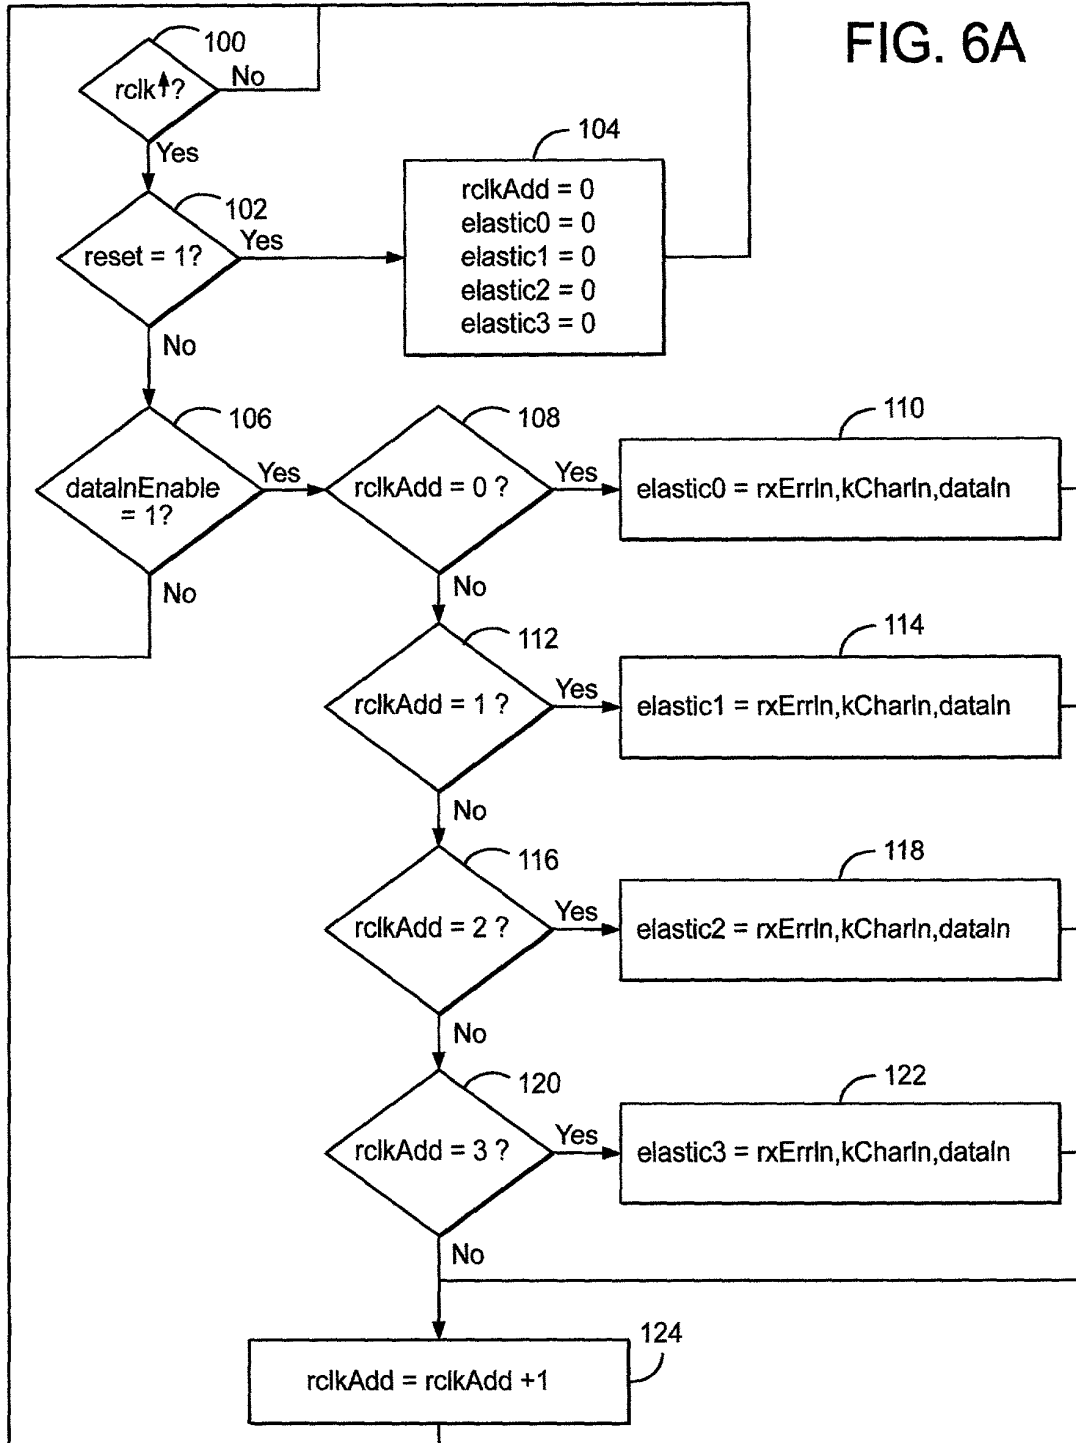 FIG. 6A
100
rclk↑?
No
Yes
102
reset = 1?
Yes
No
104
rclkAdd = 0
elastic0 = 0
elastic1 = 0
elastic2 = 0
elastic3 = 0
106
dataInEnable
= 1?
Yes
No
108
rclkAdd = 0 ?
Yes
No
110
elastic0 = rxErrIn,kCharIn,dataIn
112
rclkAdd = 1 ?
Yes
No
114
elastic1 = rxErrIn,kCharIn,dataIn
116
rclkAdd = 2 ?
Yes
No
118
elastic2 = rxErrIn,kCharIn,dataIn
120
rclkAdd = 3 ?
Yes
No
122
elastic3 = rxErrIn,kCharIn,dataIn
124
rclkAdd = rclkAdd +1